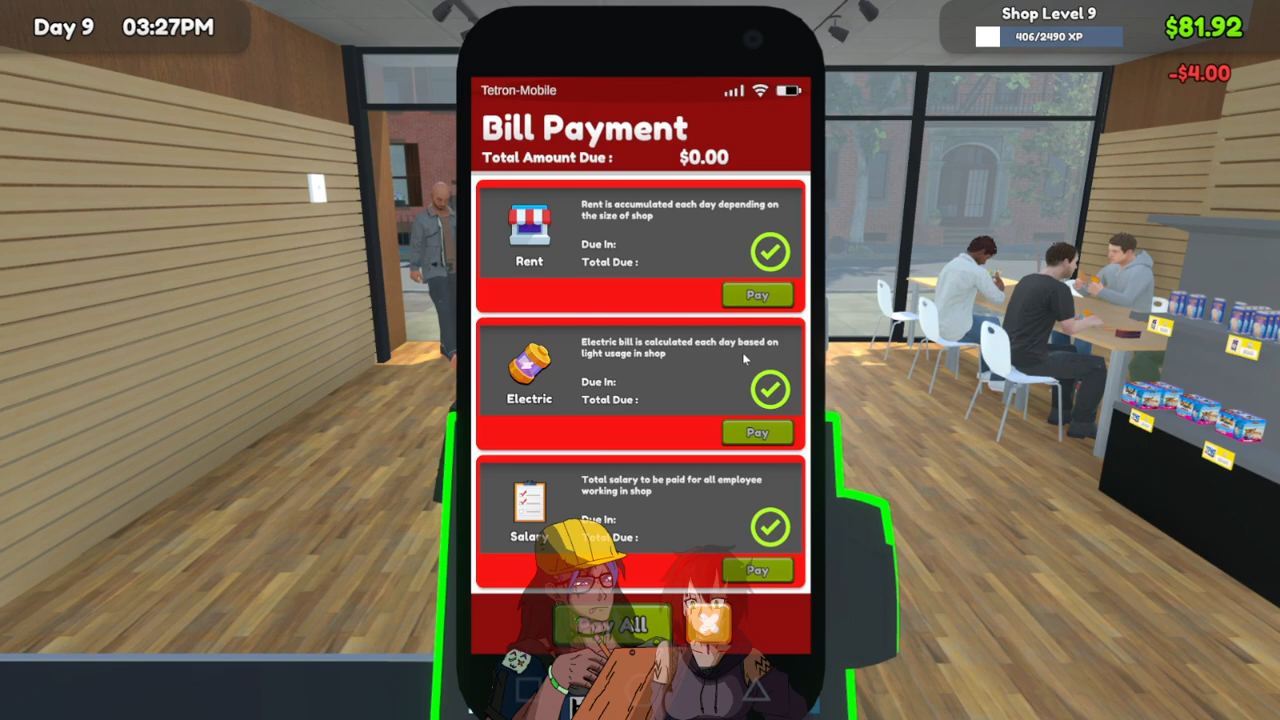 Day 9 03:27PM
Shop Level 9
406/2490 XP
$81.92
-$4.00
Tetron-Mobile
Bill Payment
Total Amount Due : $0.00
Rent is accumulated each day depending on
the size of shop
Due In:
Total Due :
Rent
Pay
Electric bill is calculated each day based on
light usage in shop
Due In:
Total Due :
Electric
Pay
Total salary to be paid for all employee
working in shop
Due In:
Total Due :
Salary
Pay
Pay All